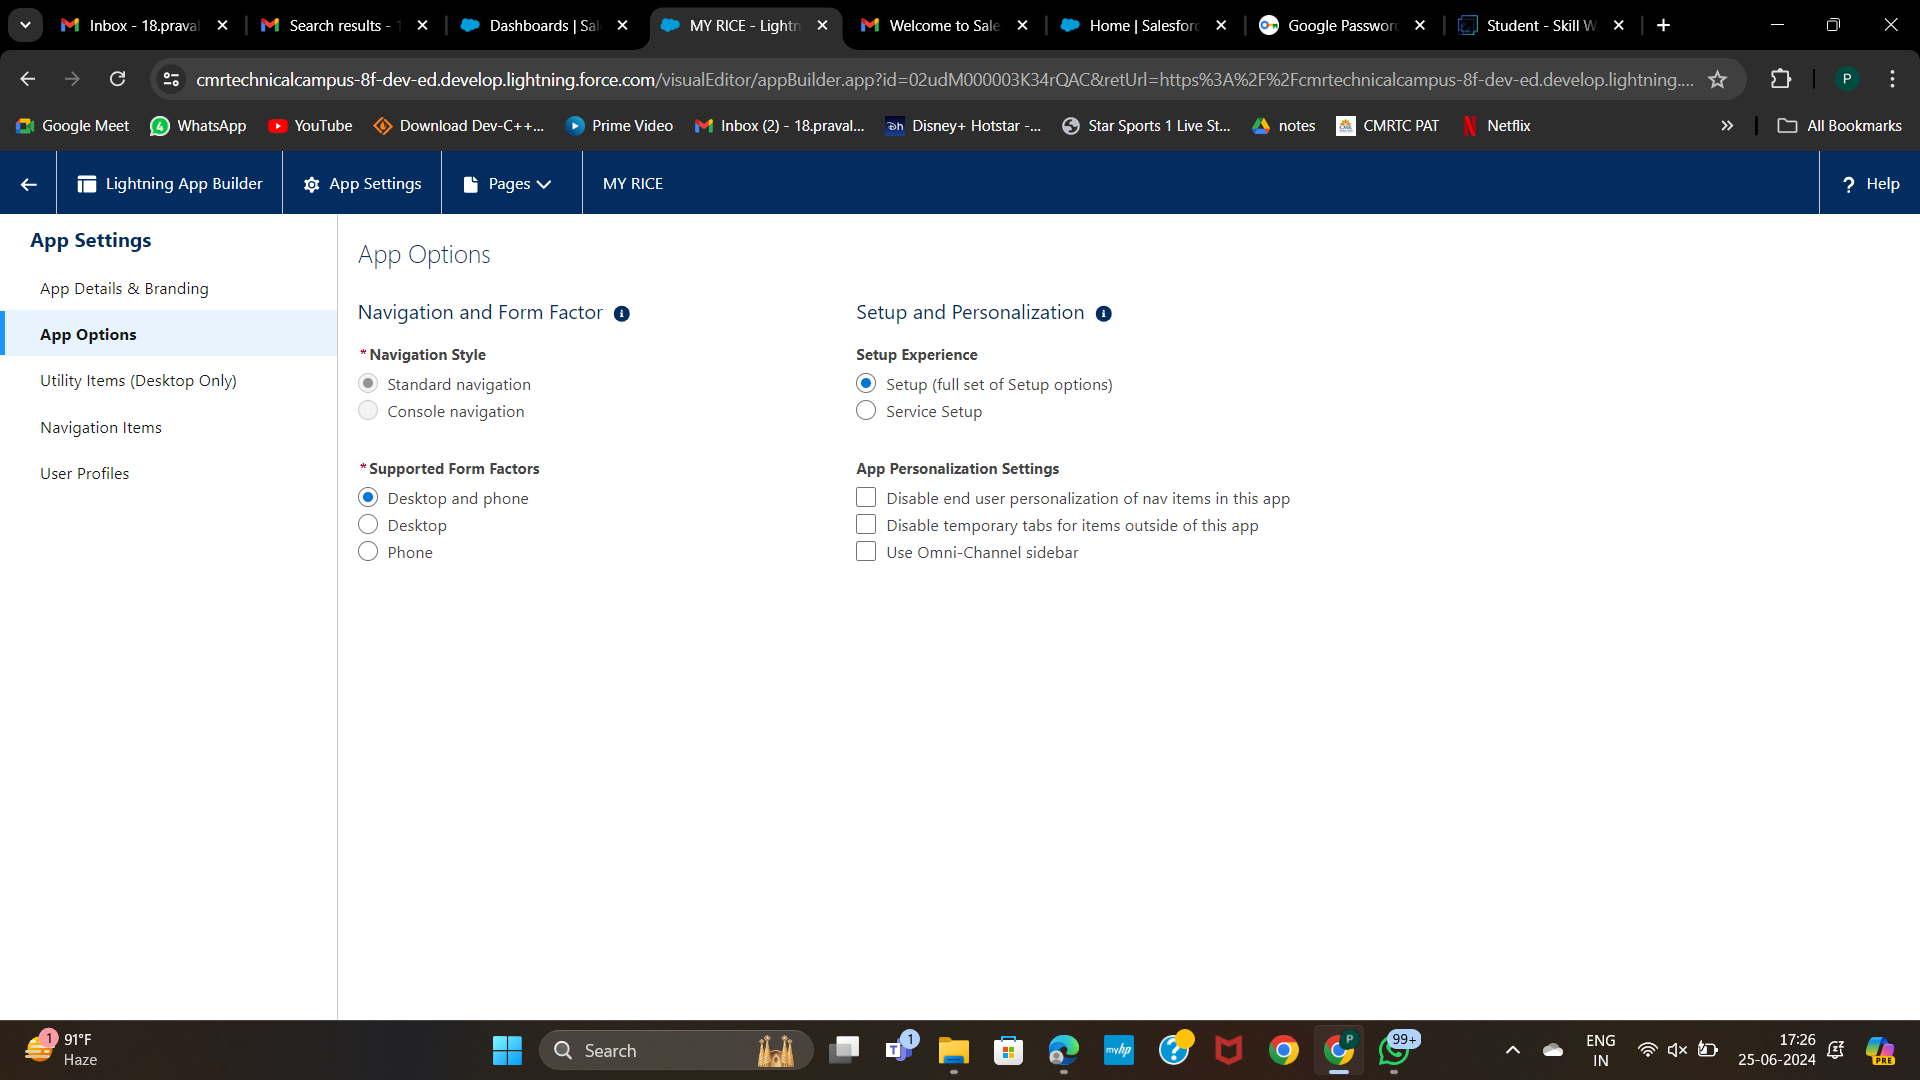 Inbox - 18.praval
Search results - 1
Dashboards | Sal
MY RICE - Lightn
Welcome to Sale
Home | Salesforc
Google Password
Student - Skill W
cmrtechnicalcampus-8f-dev-ed.develop.lightning.force.com/visualEditor/appBuilder.app?id=02udM000003K34rQAC&retUrl=https%3A%2F%2Fcmrtechnicalcampus-8f-dev-ed.develop.lightning....
P
Google Meet
4
WhatsApp
YouTube
Download Dev-C++...
Prime Video
Inbox (2) - 18.praval...
Disney+ Hotstar -...
Star Sports 1 Live St...
notes
CMRTC PAT
Netflix
All Bookmarks
Lightning App Builder
App Settings
Pages
MY RICE
? Help
App Settings
App Details & Branding
App Options
Utility Items (Desktop Only)
Navigation Items
User Profiles
App Options
Navigation and Form Factor
*Navigation Style
Standard navigation
Console navigation
*Supported Form Factors
Desktop and phone
Desktop
Phone
Setup and Personalization
Setup Experience
Setup (full set of Setup options)
Service Setup
App Personalization Settings
Disable end user personalization of nav items in this app
Disable temporary tabs for items outside of this app
Use Omni-Channel sidebar
1
91°F
Haze
Search
1
myhp
?
P
99+
ENG
IN
17:26
25-06-2024
PRE